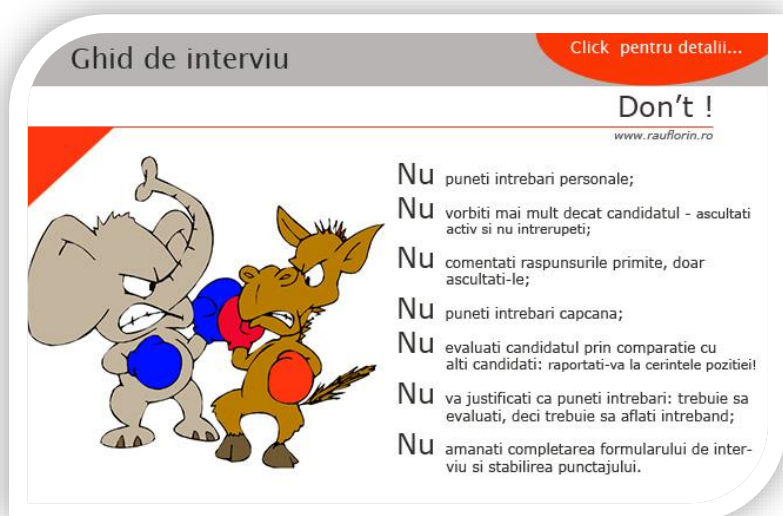 Ghid de interviu
Click pentru detalii...
Don't !
www.rauflorin.ro
Nu puneti intrebari personale;
Nu vorbiti mai mult decat candidatul - ascultati
activ si nu intrerupeti;
Nu comentati raspunsurile primite, doar
ascultati-le;
Nu puneti intrebari capcana;
Nu evaluati candidatul prin comparatie cu
alti candidati: raportati-va la cerintele pozitiei!
Nu va justificati ca puneti intrebari: trebuie sa
evaluati, deci trebuie sa aflati intreband;
Nu amanati completarea formularului de inter-
viu si stabilirea punctajului.